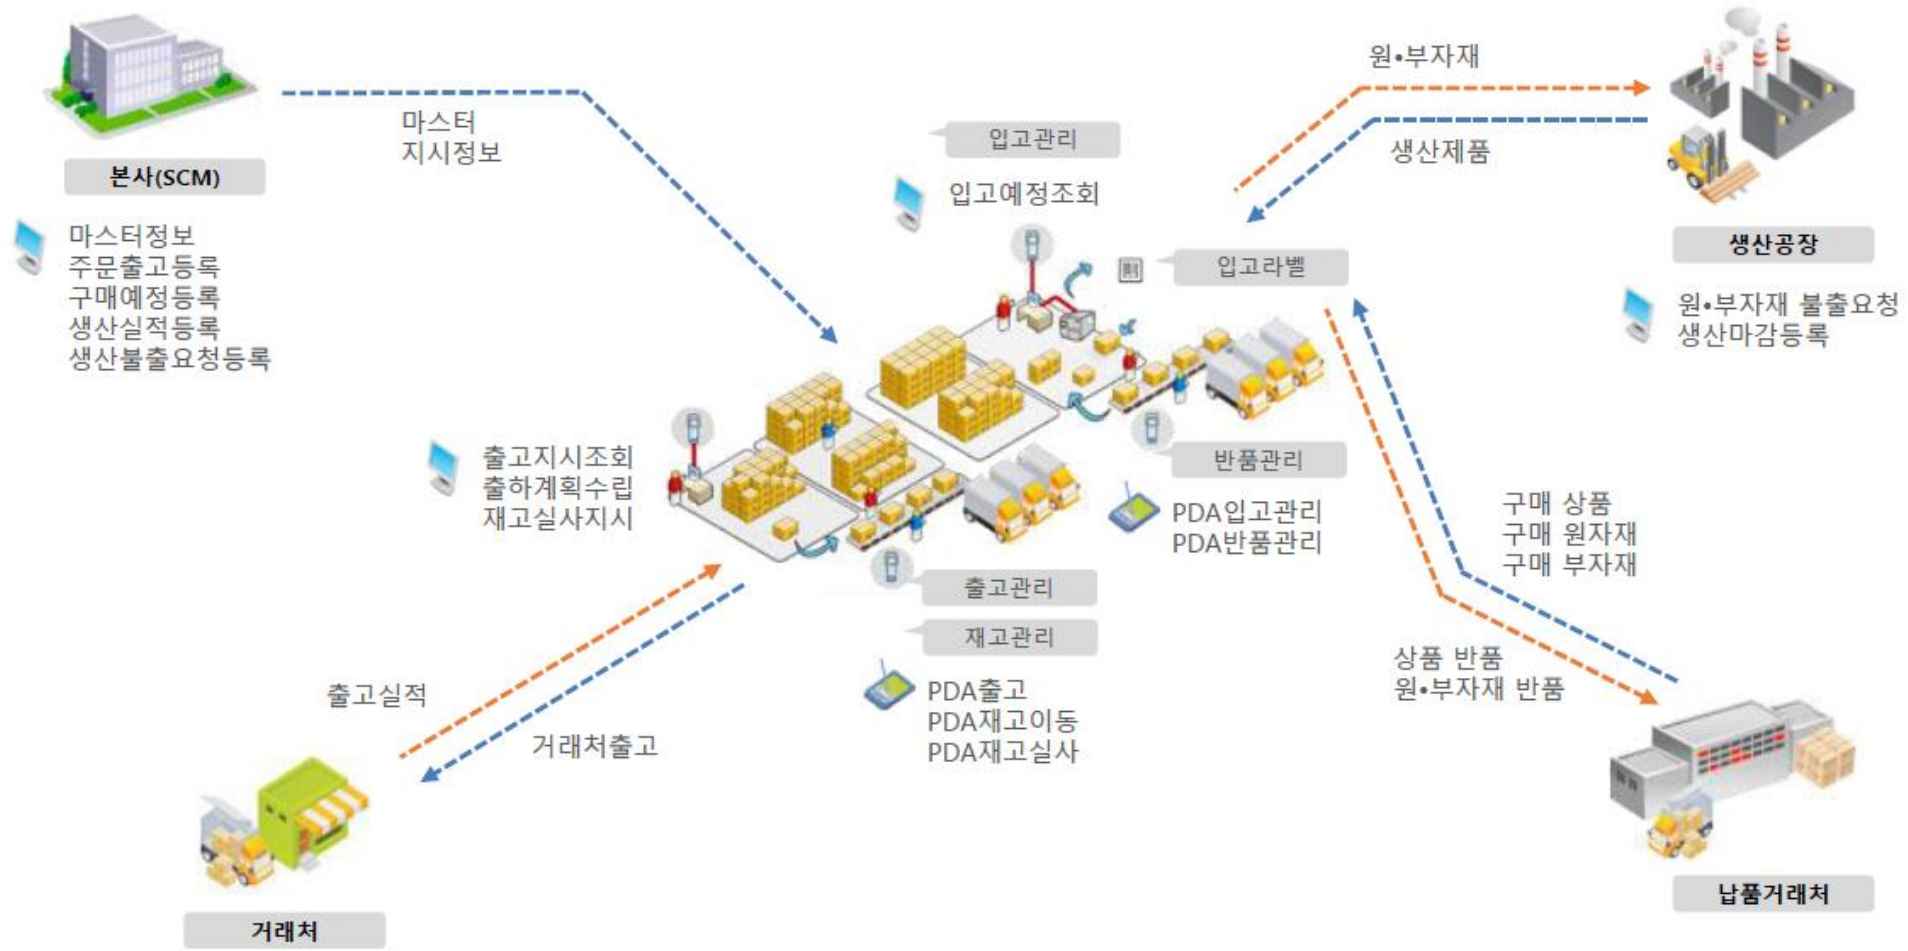 원•부자재
마스터
지시정보
입고관리
생산제품
본사(SCM)
입고예정조회
마스터정보
주문출고등록
구매예정등록
생산실적등록
생산불출요청등록
입고라벨
생산공장
원•부자재 불출요청
생산마감등록
출고지시조회
출하계획수립
재고실사지시
반품관리
PDA입고관리
PDA반품관리
구매 상품
구매 원자재
구매 부자재
출고관리
재고관리
PDA출고
PDA재고이동
PDA재고실사
상품 반품
원•부자재 반품
출고실적
거래처출고
납품거래처
거래처